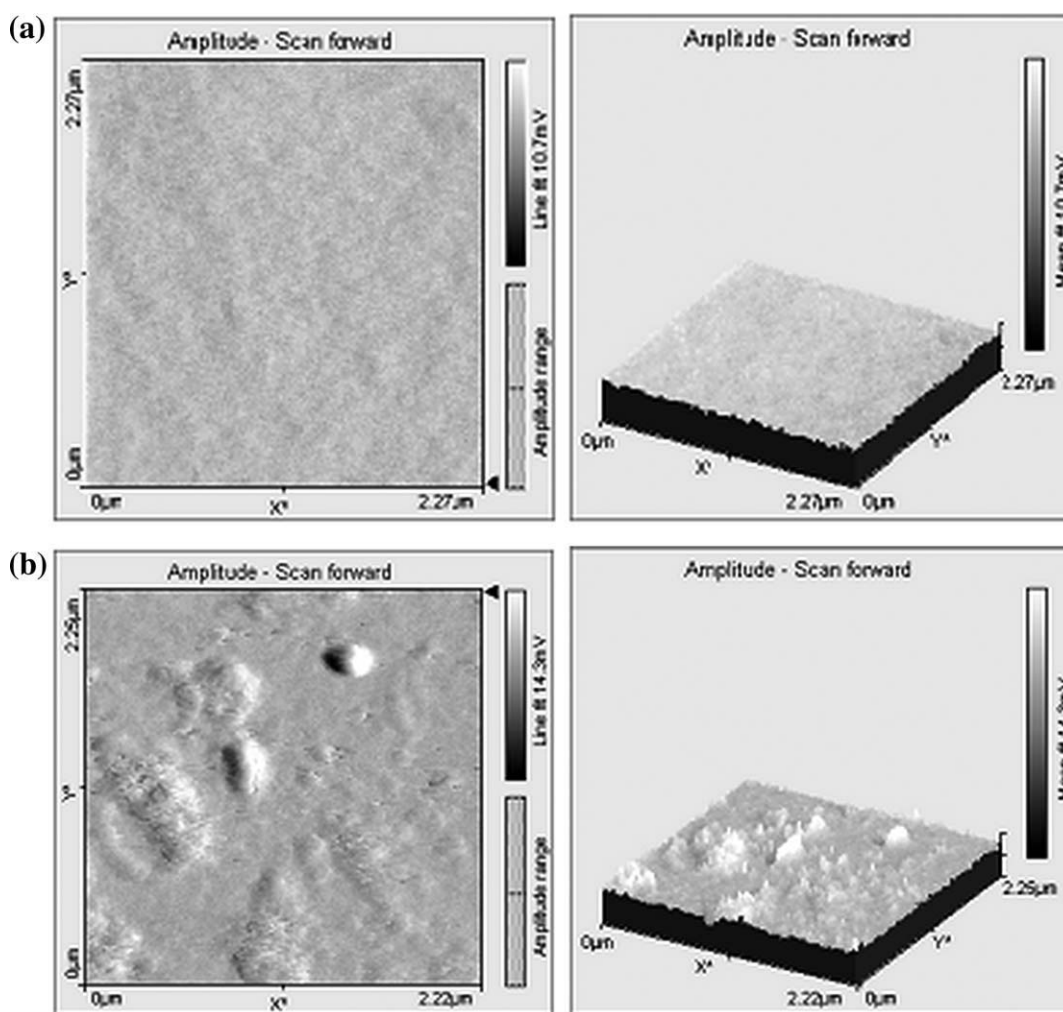 (a)
Amplitude - Scan forward
2.27µm
Y*
0µm
0µm
X*
2.27µm
Line fit 10.7mV
Amplitude range
Amplitude - Scan forward
0µm
X*
2.27µm
0µm
Y*
2.27µm
(b)
Amplitude - Scan forward
2.25µm
Y*
0µm
0µm
X*
2.22µm
Line fit 14.3mV
Amplitude range
Amplitude - Scan forward
0µm
X*
2.22µm
0µm
Y*
2.25µm